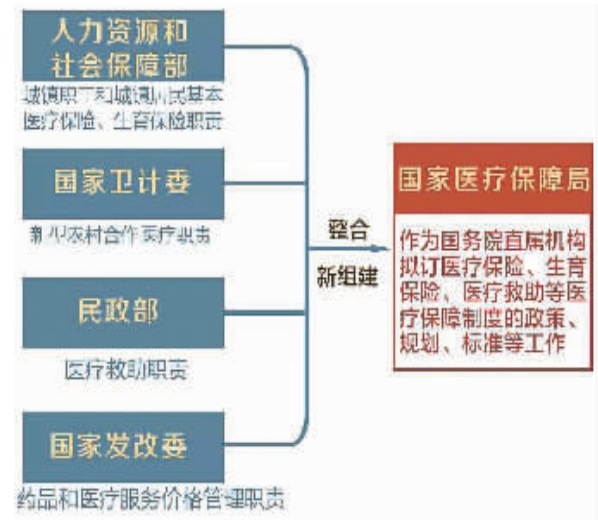 人力资源和
社会保障部
城镇职工和城镇居民基本
医疗保险、生育保险职责
国家卫计委
新型农村合作医疗职责
民政部
医疗救助职责
国家发改委
药品和医疗服务价格管理职责
整合
新组建
国家医疗保障局
作为国务院直属机构
拟订医疗保险、生育
保险、医疗救助等医
疗保障制度的政策、
规划、标准等工作